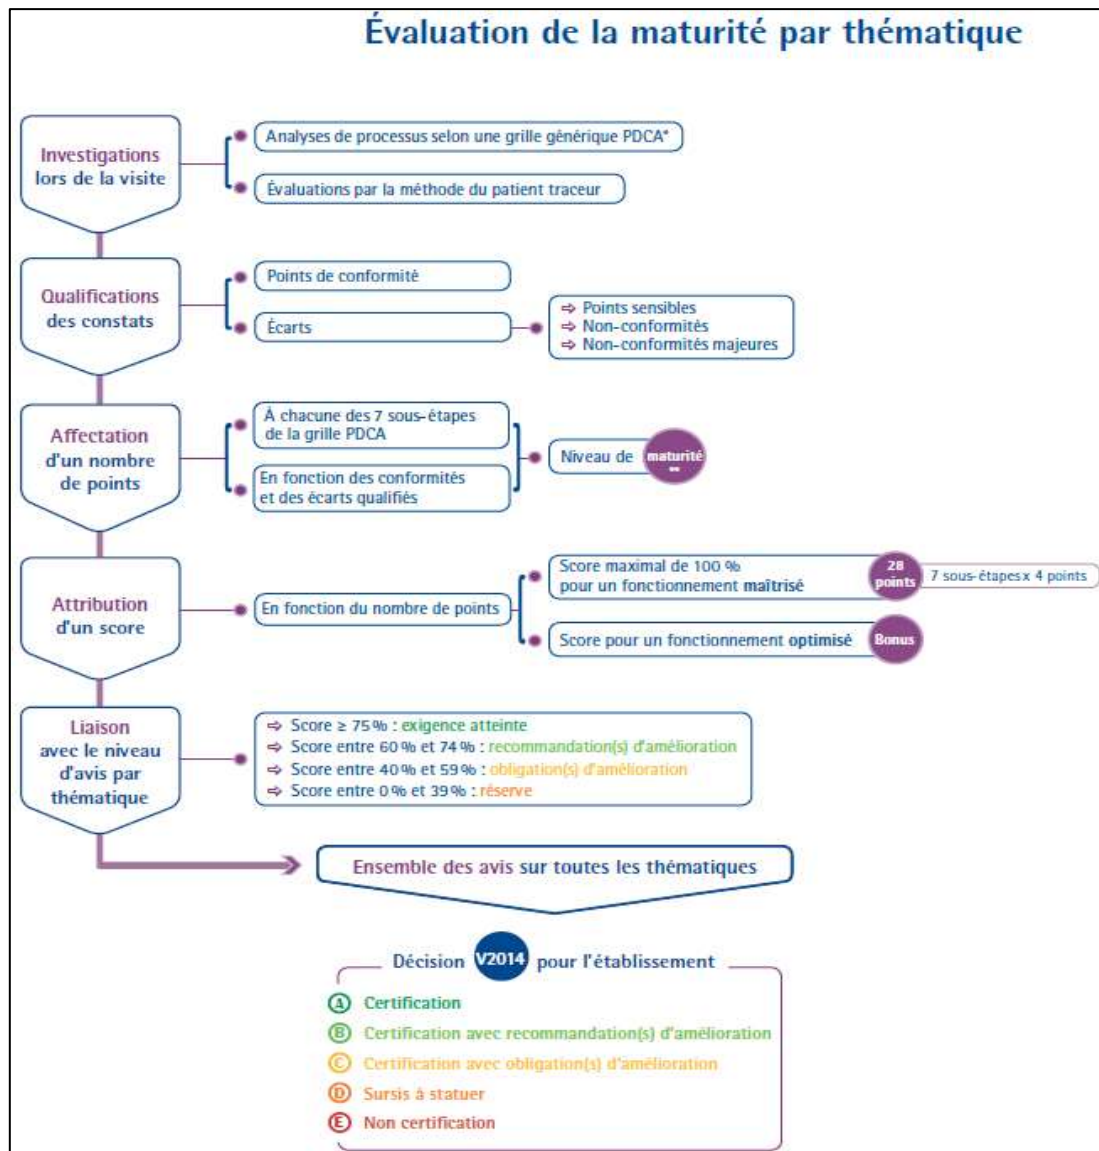 Évaluation de la maturité par thématique
Investigations
lors de la visite
Analyses de processus selon une grille générique PDCA*
Évaluations par la méthode du patient traceur
Qualifications
des constats
Points de conformité
Écarts
⇨ Points sensibles
⇨ Non-conformités
⇨ Non-conformités majeures
Affectation
d'un nombre
de points
À chacune des 7 sous-étapes
de la grille PDCA
En fonction des conformités
et des écarts qualifiés
Niveau de
maturité
**
Attribution
d'un score
En fonction du nombre de points
Score maximal de 100 %
pour un fonctionnement maîtrisé
28
points
7 sous-étapes x 4 points
Score pour un fonctionnement optimisé
Bonus
Liaison
avec le niveau
d'avis par
thématique
⇨ Score ≥ 75 % : exigence atteinte
⇨ Score entre 60 % et 74 % : recommandation(s) d'amélioration
⇨ Score entre 40 % et 59 % : obligation(s) d'amélioration
⇨ Score entre 0 % et 39 % : réserve
Ensemble des avis sur toutes les thématiques
Décision V2014 pour l'établissement
A Certification
B Certification avec recommandation(s) d'amélioration
C Certification avec obligation(s) d'amélioration
D Sursis à statuer
E Non certification